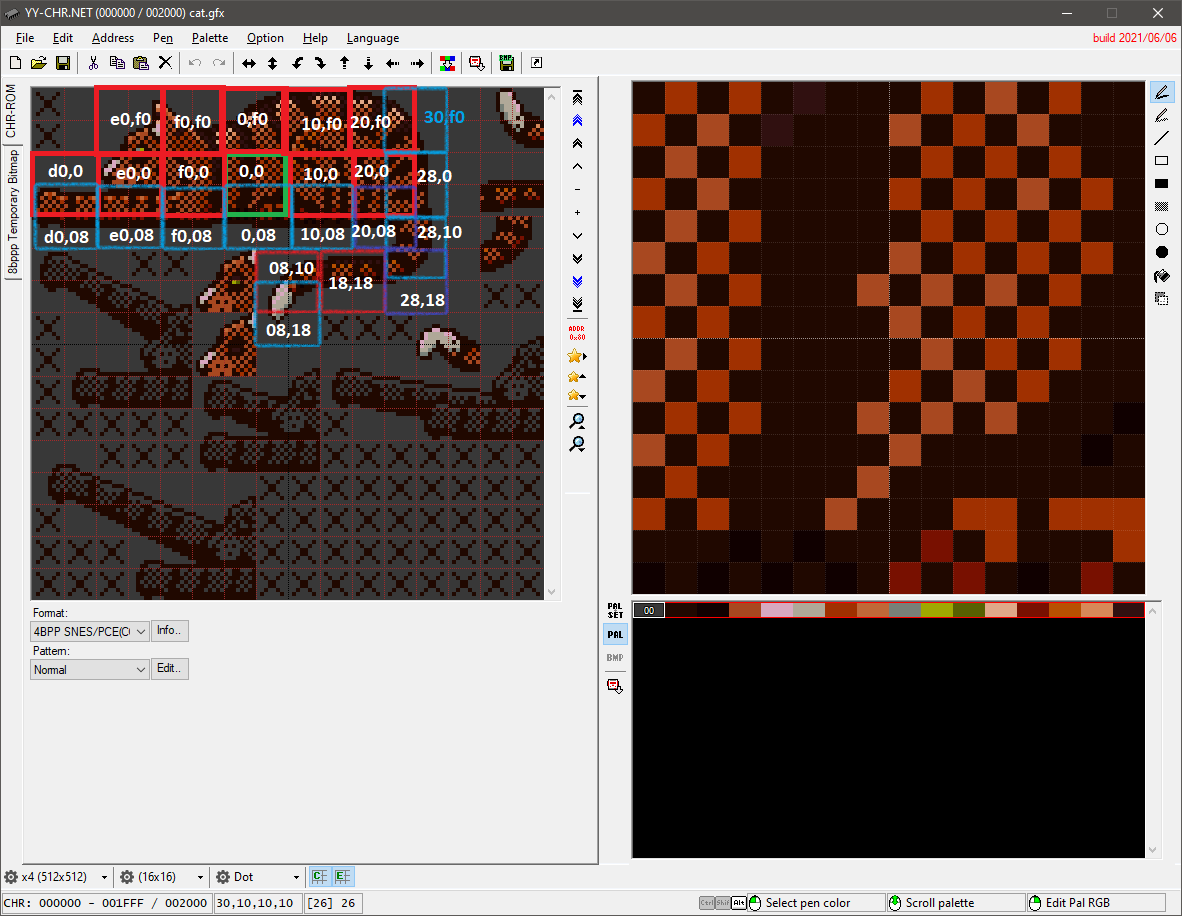 YY-CHR.NET (000000 / 002000) cat.gfx
File Edit Address Pen Palette Option Help Language
build 2021/06/06
CHR-ROM
8bppp Temporary Bitmap
e0,f0 f0,f0 0,f0 10,f0 20,f0 30,f0
d0,0 e0,0 f0,0 0,0 10,0 20,0 28,0
d0,08 e0,08 f0,08 0,08 10,08 20,08 28,10
08,10 18,18 28,18
08,18
ADDR
0x60
Format:
4BPP SNES/PCE(C Info..
Pattern:
Normal Edit..
PAL
SET
PAL
BMP
00
x4 (512x512) (16x16) Dot C E
CHR: 000000 - 001FFF / 002000 30,10,10,10 [26] 26
Ctrl Shif Alt Select pen color Scroll palette Edit Pal RGB